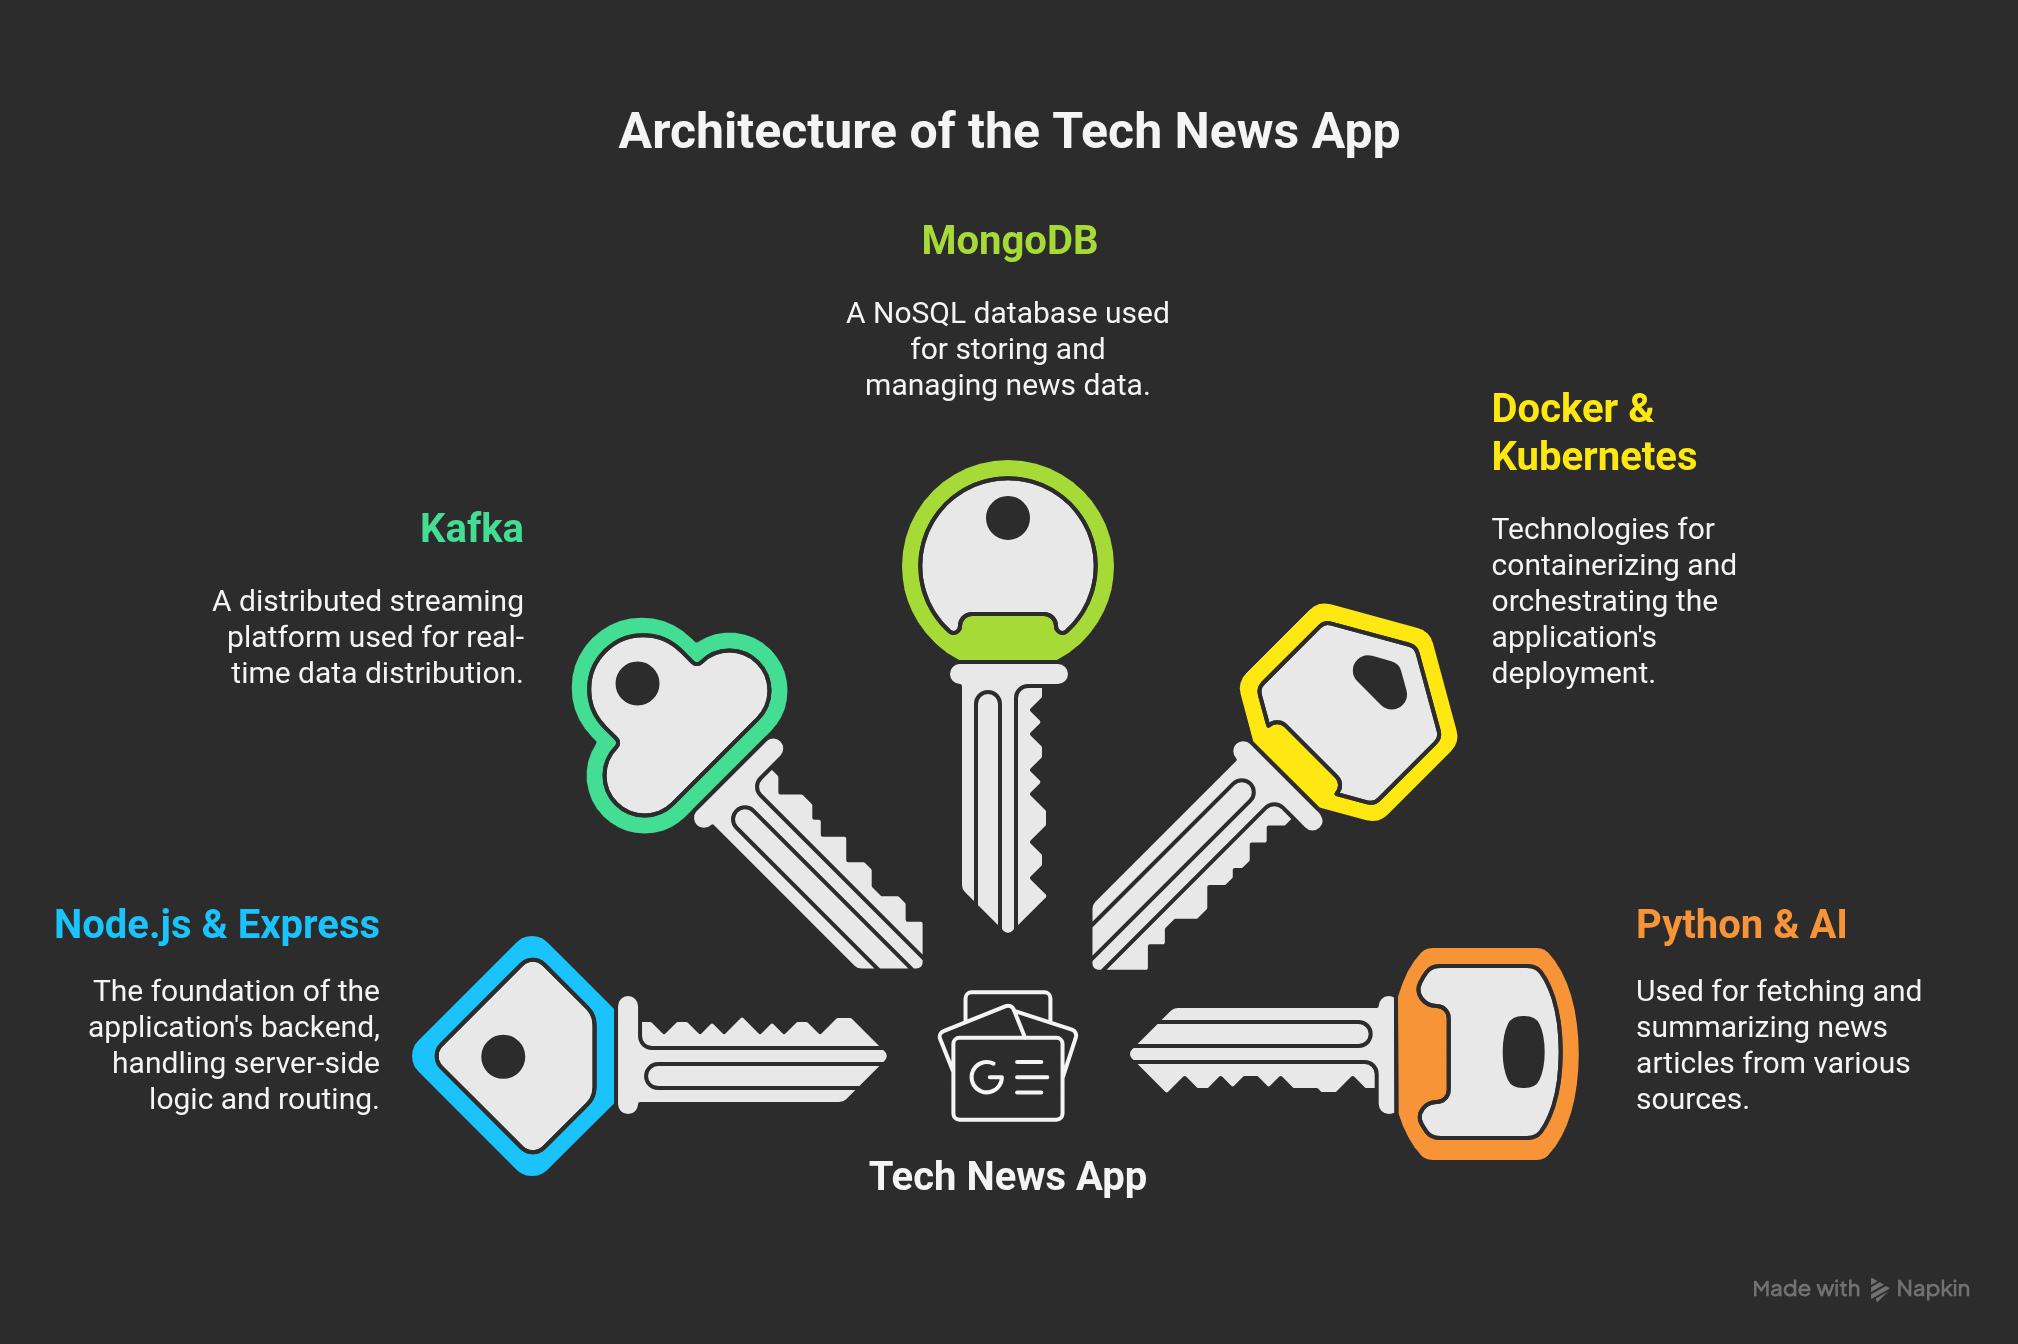 Architecture of the Tech News App
MongoDB
A NoSQL database used
for storing and
managing news data.
Docker &
Kubernetes
Technologies for
containerizing and
orchestrating the
application's
deployment.
Kafka
A distributed streaming
platform used for real-
time data distribution.
Node.js & Express
The foundation of the
application's backend,
handling server-side
logic and routing.
Python & AI
Used for fetching and
summarizing news
articles from various
sources.
G
Tech News App
Made with Napkin